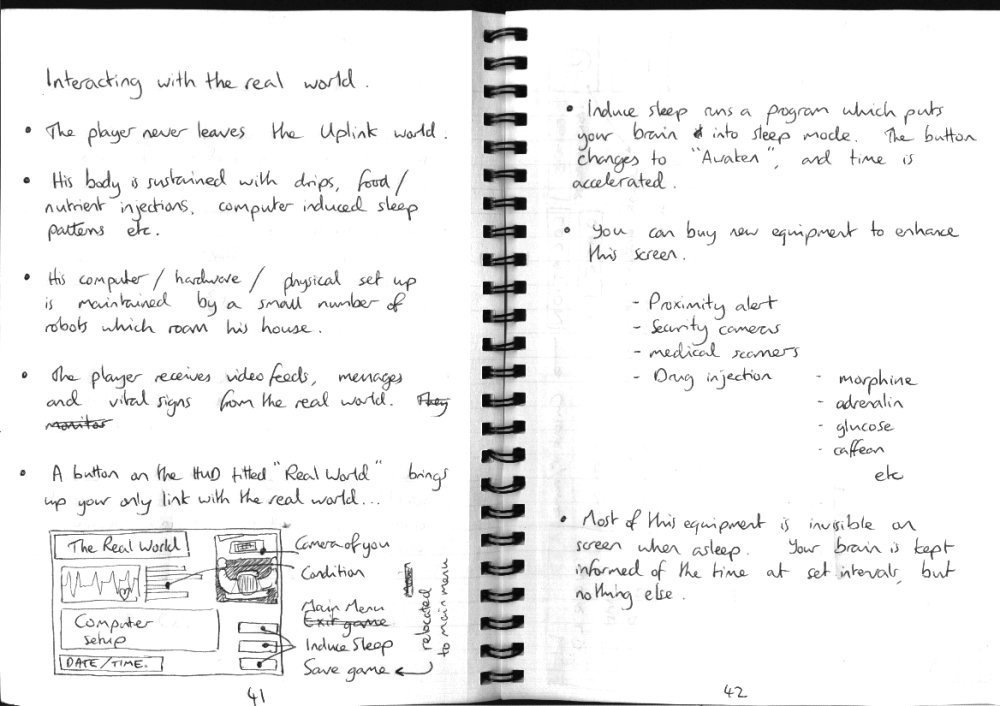 Interacting with the real world.
• The player never leaves the Uplink world.
• His body is sustained with drips, food /
nutrient injections, computer induced sleep
patterns etc.
• His computer / hardware / physical set up
is maintained by a small number of
robots which roam his house.
• The player receives video feeds, messages
and vital signs from the real world. They
monitor
• A button on the HUD titled "Real World" brings
up your only link with the real world...
The Real World
Computer
setup
DATE/TIME.
Camera of you
Condition
Main Menu
Exit game
Induce Sleep
Save game
relocated
to main menu
41
• Induce sleep runs a program which puts
your brain into sleep mode. The button
changes to "Awaken", and time is
accelerated.
• You can buy new equipment to enhance
this screen.
- Proximity alert
- Security cameras
- medical scanners
- Drug injection - morphine
- adrenalin
- glucose
- caffean
etc
• Most of this equipment is invisible on
screen when asleep. Your brain is kept
informed of the time at set intervals, but
nothing else.
42